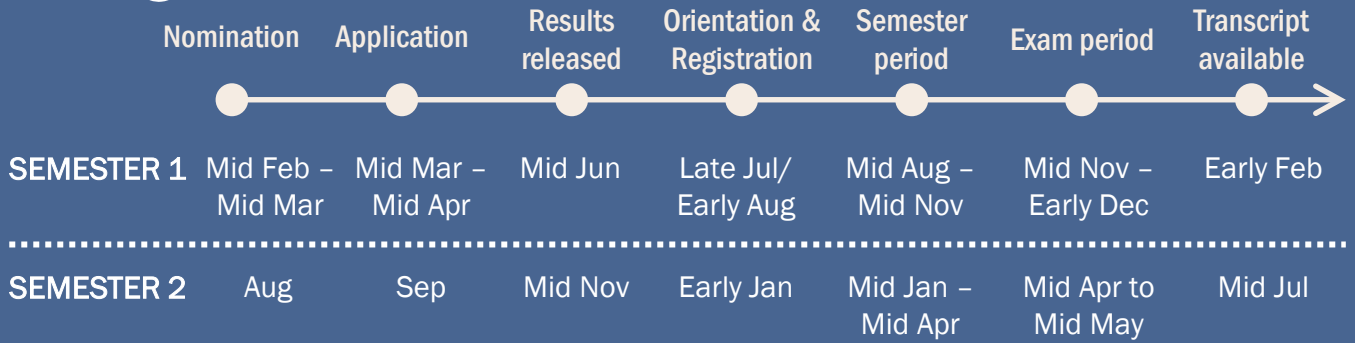 Nomination
Application
Results
released
Orientation &
Registration
Semester
period
Exam period
Transcript
available
SEMESTER 1
Mid Feb –
Mid Mar
Mid Mar –
Mid Apr
Mid Jun
Late Jul/
Early Aug
Mid Aug –
Mid Nov
Mid Nov –
Early Dec
Early Feb
SEMESTER 2
Aug
Sep
Mid Nov
Early Jan
Mid Jan –
Mid Apr
Mid Apr to
Mid May
Mid Jul